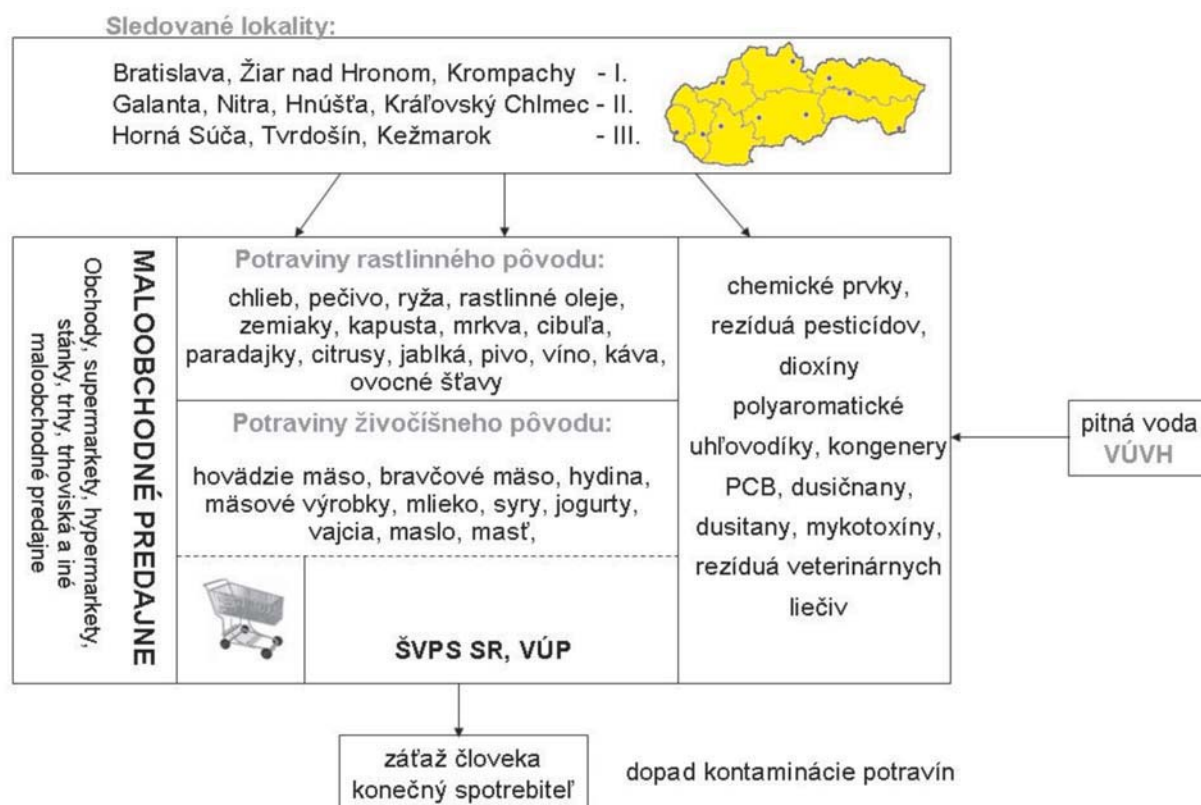 Sledované lokality:
Bratislava, Žiar nad Hronom, Krompachy - I.
Galanta, Nitra, Hnúšťa, Kráľovský Chlmec - II.
Horná Súča, Tvrdošín, Kežmarok - III.
MALOOBCHODNÉ PREDAJNE
Obchody, supermarkety, hypermarkety,
stánky, trhy, trhoviská a iné
maloobchodné predajne
Potraviny rastlinného pôvodu:
chlieb, pečivo, ryža, rastlinné oleje,
zemiaky, kapusta, mrkva, cibuľa,
paradajky, citrusy, jablká, pivo, víno, káva,
ovocné šťavy
Potraviny živočíšneho pôvodu:
hovädzie mäso, bravčové mäso, hydina,
mäsové výrobky, mlieko, syry, jogurty,
vajcia, maslo, masť,
ŠVPS SR, VÚP
chemické prvky,
rezíduá pesticídov,
dioxíny
polyaromatické
uhľovodíky, kongenery
PCB, dusičnany,
dusitany, mykotoxíny,
rezíduá veterinárnych
liečiv
pitná voda
VÚVH
záťaž človeka
konečný spotrebiteľ
dopad kontaminácie potravín